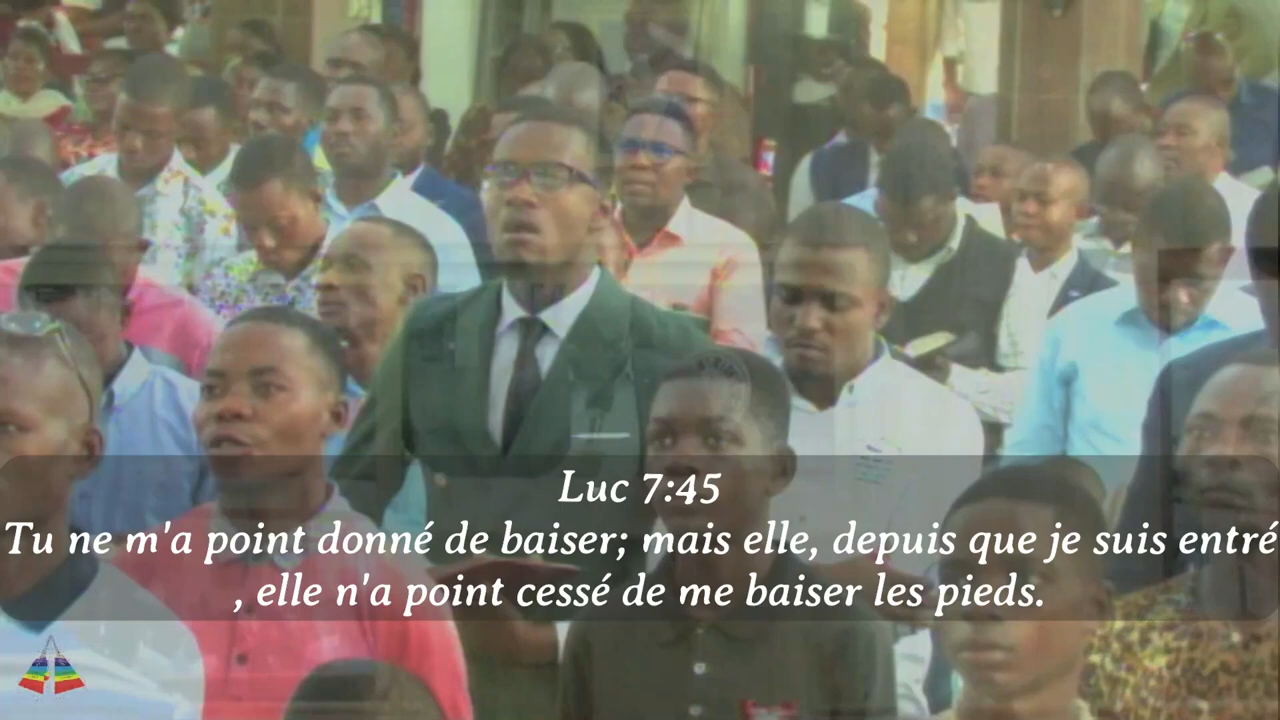 Luc 7:45
Tu ne m'a point donné de baiser; mais elle, depuis que je suis entré
, elle n'a point cessé de me baiser les pieds.